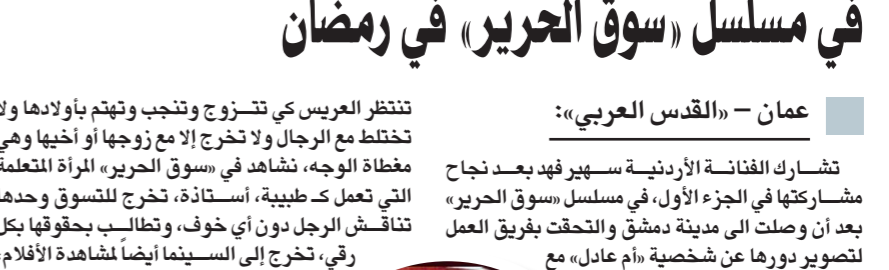 في مسلسل «سوق الحرير» في رمضان
عمان – «القدس العربي»:
تشارك الفنانة الأردنية سهير فهد بعد نجاح
مشاركتها في الجزء الأول، في مسلسل «سوق الحرير»
بعد أن وصلت الى مدينة دمشق والتحقت بفريق العمل
لتصوير دورها عن شخصية «أم عادل» مع
تنتظر العريس كي تتزوج وتنجب وتهتم بأولادها ولا
تختلط مع الرجال ولا تخرج إلا مع زوجها أو أخيها وهي
مغطاة الوجه، نشاهد في «سوق الحرير» المرأة المتعلمة
التي تعمل كـ طبيبة، أستاذة، تخرج للتسوق وحدها
تناقش الرجل دون أي خوف، وتطالب بحقوقها بكل
رقي، تخرج إلى السينما أيضاً لمشاهدة الأفلام،